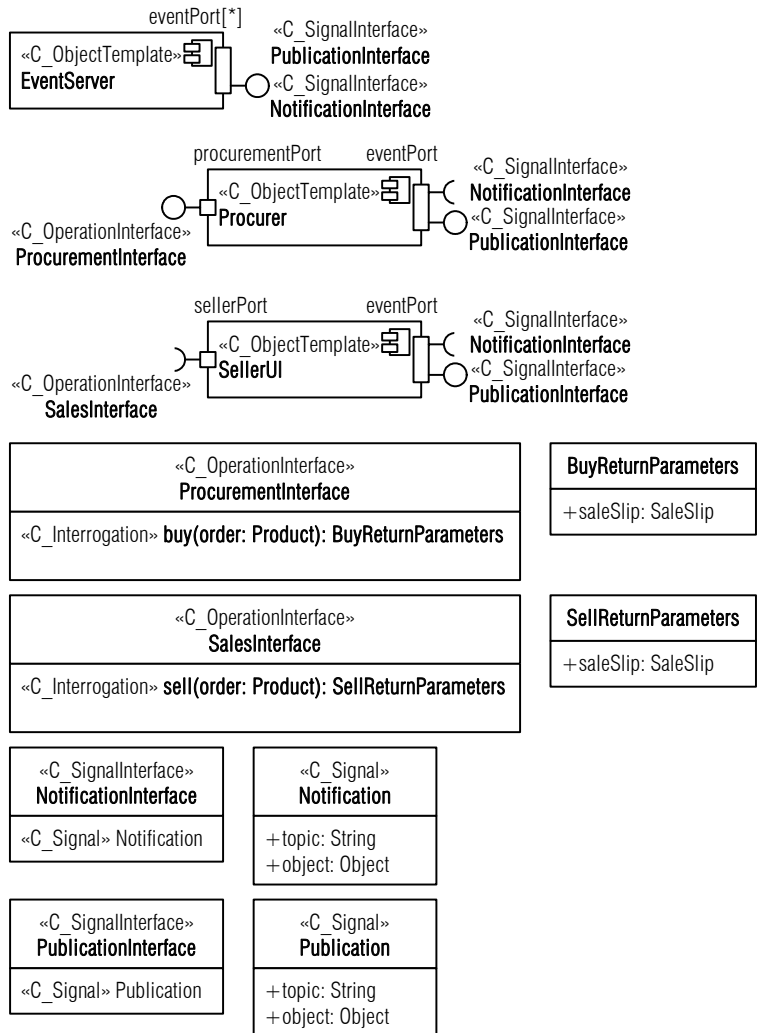 eventPort[*]
«C_SignalInterface»
PublicationInterface
«C_ObjectTemplate»
EventServer
«C_SignalInterface»
NotificationInterface
procurementPort
eventPort
«C_SignalInterface»
NotificationInterface
«C_ObjectTemplate»
Procurer
«C_SignalInterface»
PublicationInterface
«C_OperationInterface»
ProcurementInterface
sellerPort
eventPort
«C_SignalInterface»
NotificationInterface
«C_ObjectTemplate»
SellerUI
«C_SignalInterface»
PublicationInterface
«C_OperationInterface»
SalesInterface
«C_OperationInterface»
ProcurementInterface
«C_Interrogation» buy(order: Product): BuyReturnParameters
BuyReturnParameters
+saleSlip: SaleSlip
«C_OperationInterface»
SalesInterface
«C_Interrogation» sell(order: Product): SellReturnParameters
SellReturnParameters
+saleSlip: SaleSlip
«C_SignalInterface»
NotificationInterface
«C_Signal» Notification
«C_Signal»
Notification
+topic: String
+object: Object
«C_SignalInterface»
PublicationInterface
«C_Signal» Publication
«C_Signal»
Publication
+topic: String
+object: Object